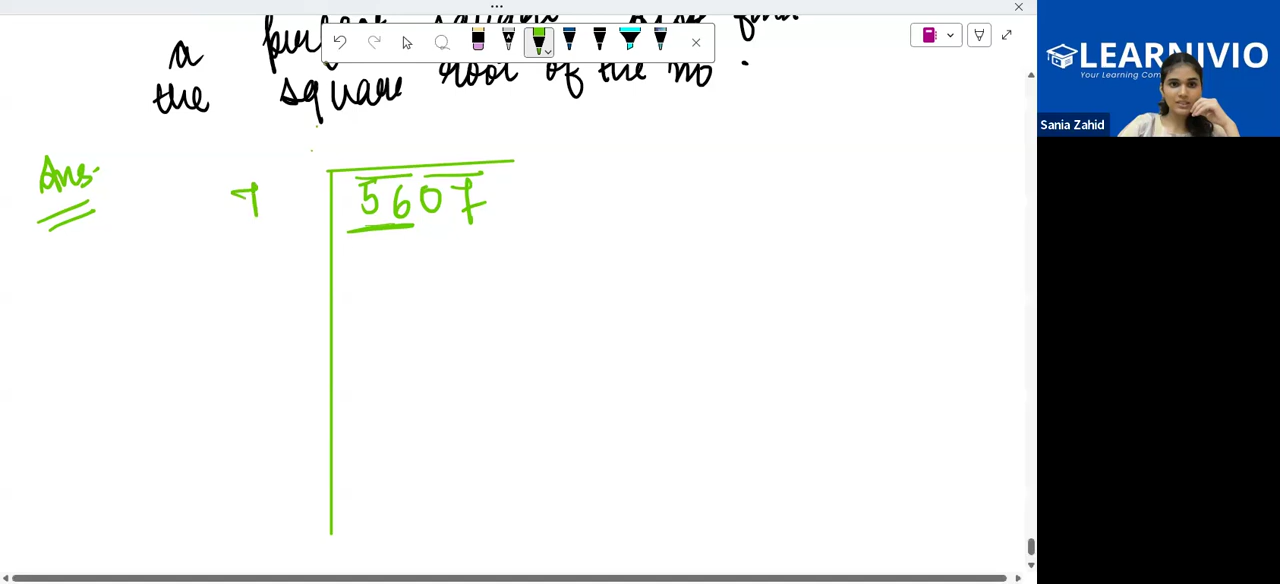 a
the square root of the no.
LEARNIVIO
Your Learning Com
Sania Zahid
Ans.
7 5607